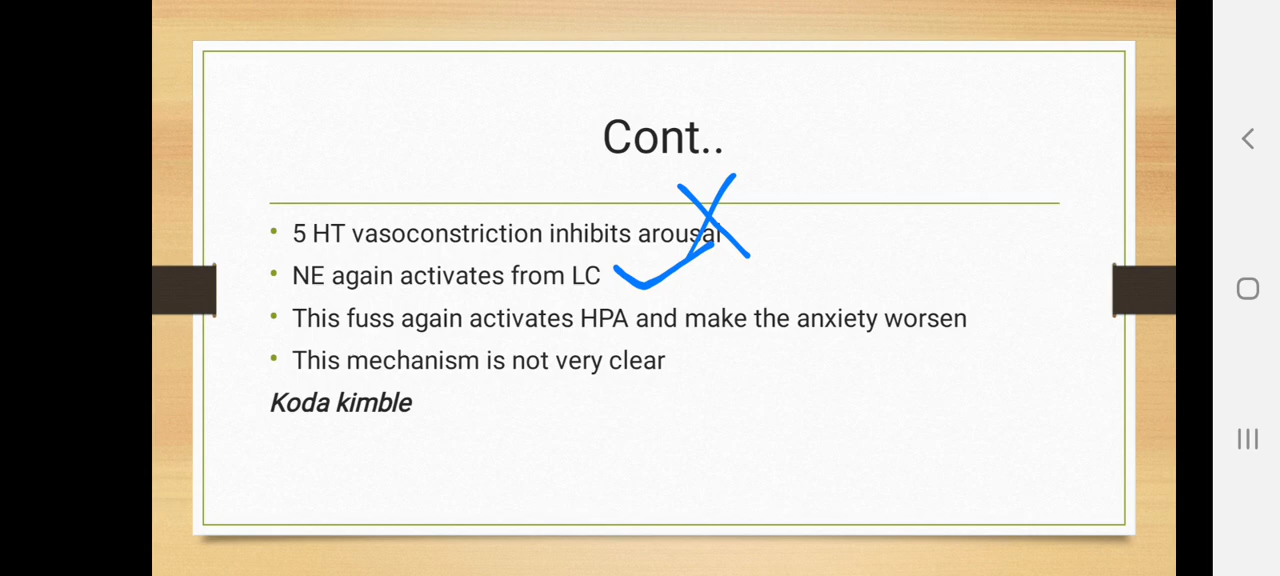 Cont..
• 5 HT vasoconstriction inhibits arousal
• NE again activates from LC
• This fuss again activates HPA and make the anxiety worsen
• This mechanism is not very clear
Koda kimble